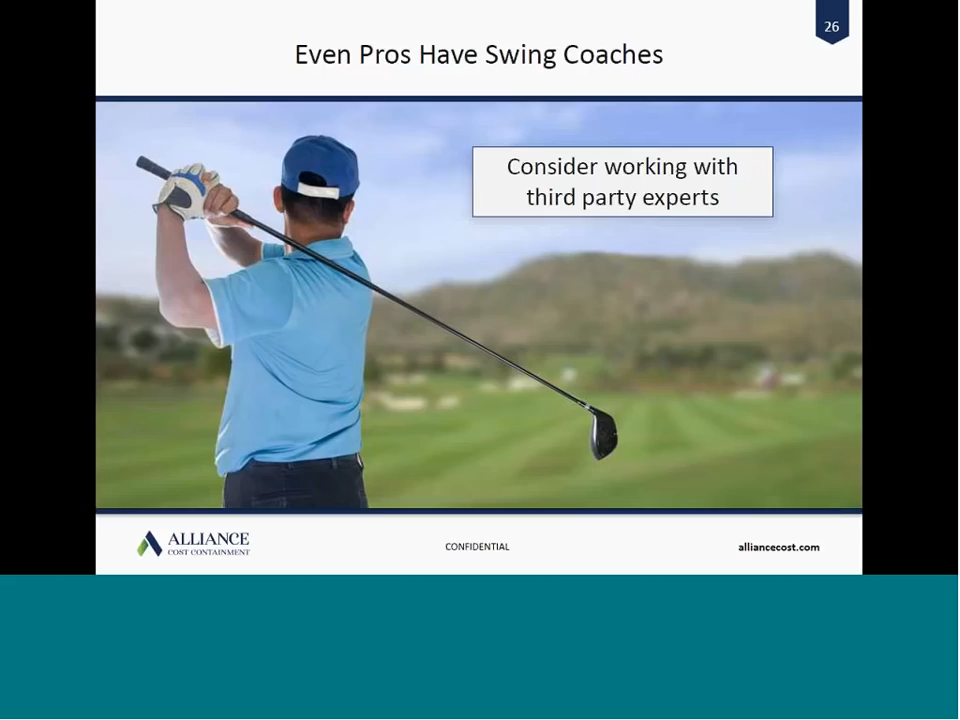 26
Even Pros Have Swing Coaches
Consider working with
third party experts
ALLIANCE
COST CONTAINMENT
CONFIDENTIAL
alliancecost.com